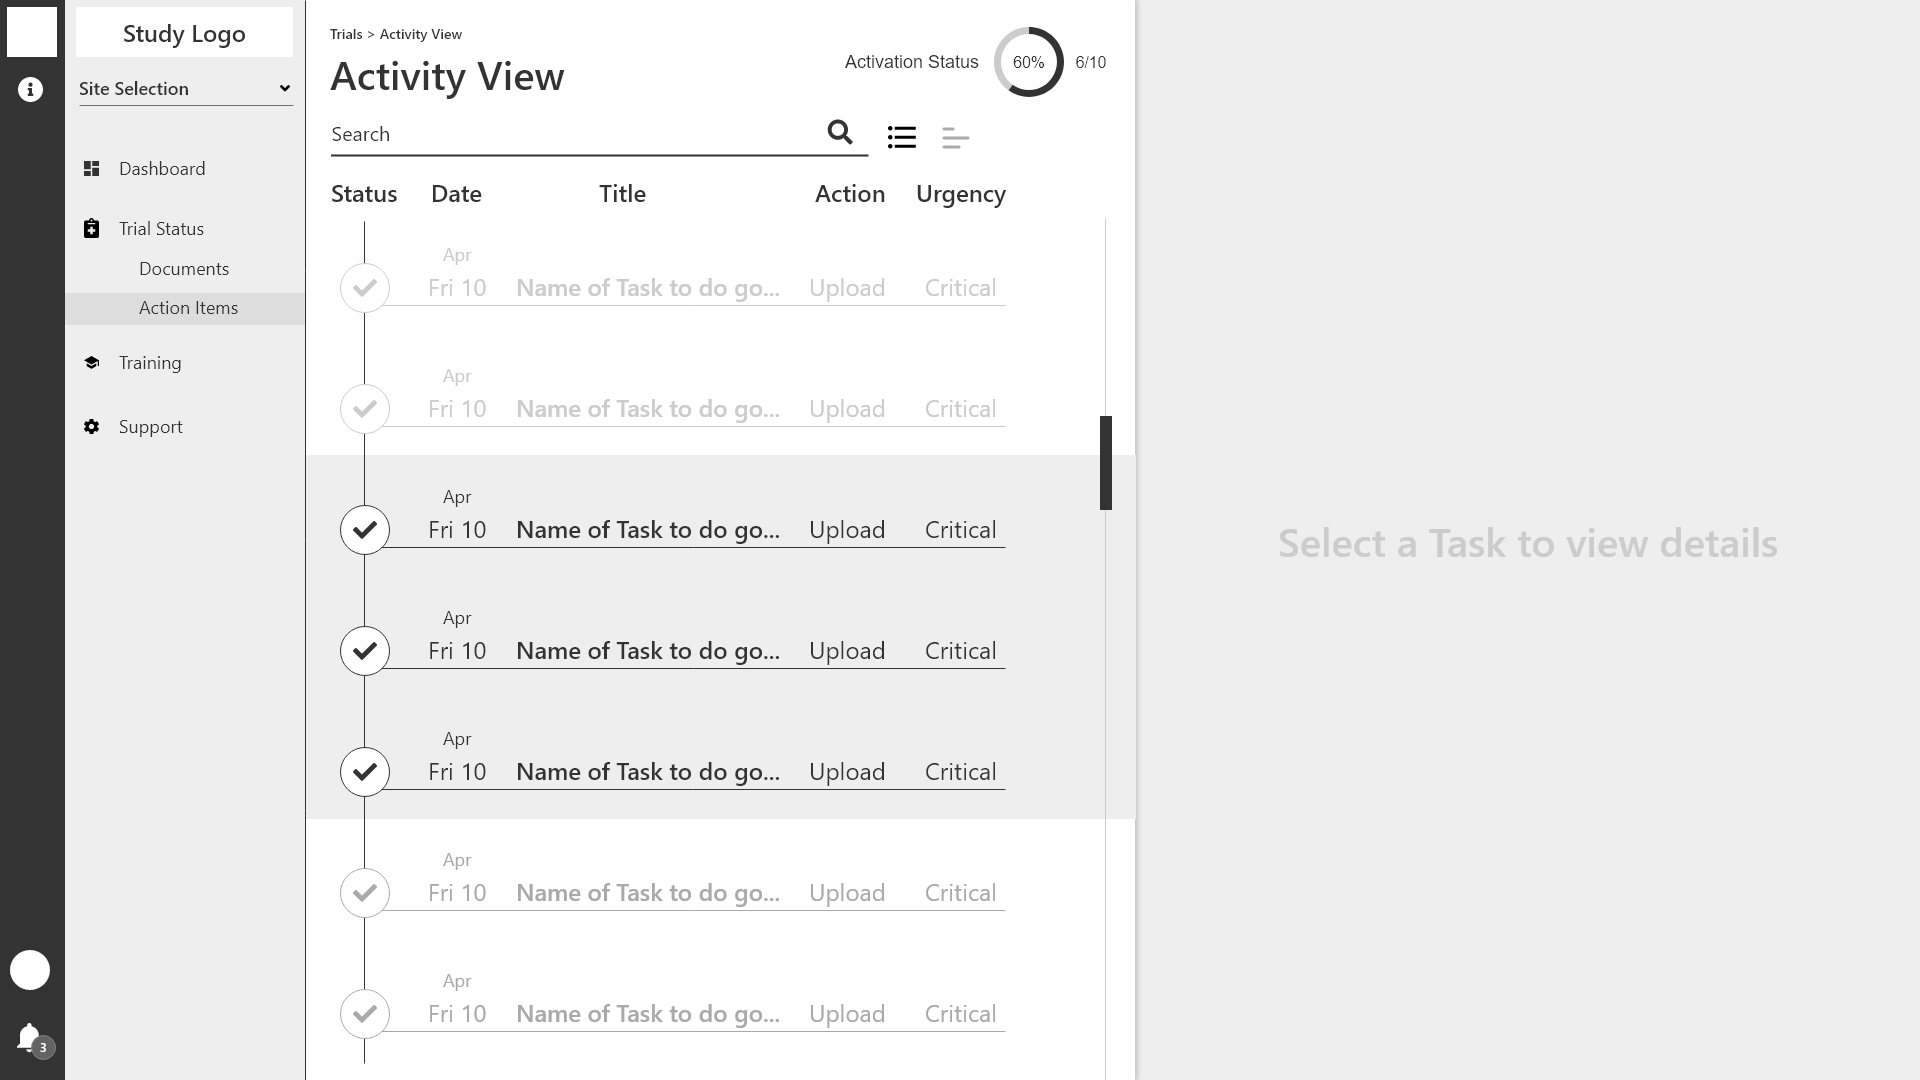 Study Logo
Site Selection
Dashboard
Trial Status
Documents
Action Items
Training
Support
3
Trials > Activity View
Activity View
Activation Status 60% 6/10
Search
Status Date Title Action Urgency
Apr
Fri 10 Name of Task to do go... Upload Critical
Apr
Fri 10 Name of Task to do go... Upload Critical
Apr
Fri 10 Name of Task to do go... Upload Critical
Apr
Fri 10 Name of Task to do go... Upload Critical
Apr
Fri 10 Name of Task to do go... Upload Critical
Apr
Fri 10 Name of Task to do go... Upload Critical
Apr
Fri 10 Name of Task to do go... Upload Critical
Select a Task to view details